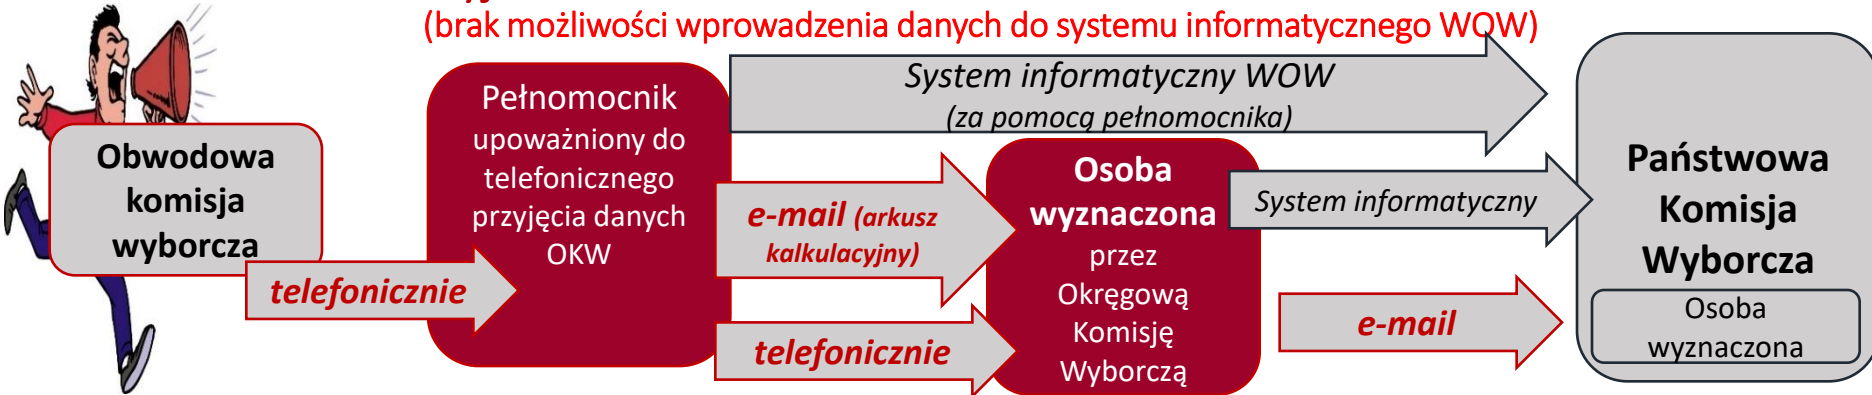 (brak możliwości wprowadzenia danych do systemu informatycznego WOW)
Obwodowa
komisja
wyborcza
telefonicznie
Pełnomocnik
upoważniony do
telefonicznego
przyjęcia danych
OKW
System informatyczny WOW
(za pomocą pełnomocnika)
e-mail (arkusz
kalkulacyjny)
telefonicznie
Osoba
wyznaczona
przez
Okręgową
Komisję
Wyborczą
System informatyczny
e-mail
Państwowa
Komisja
Wyborcza
Osoba
wyznaczona